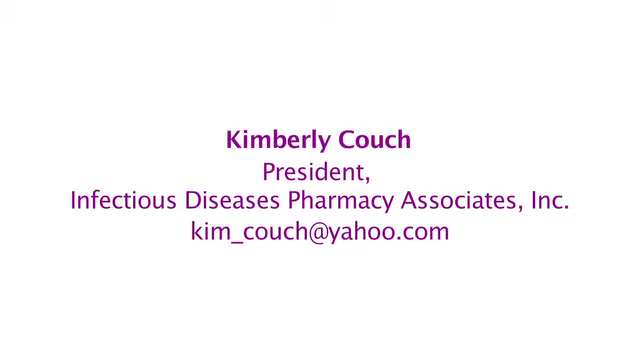 Kimberly Couch
President,
Infectious Diseases Pharmacy Associates, Inc.
kim_couch@yahoo.com